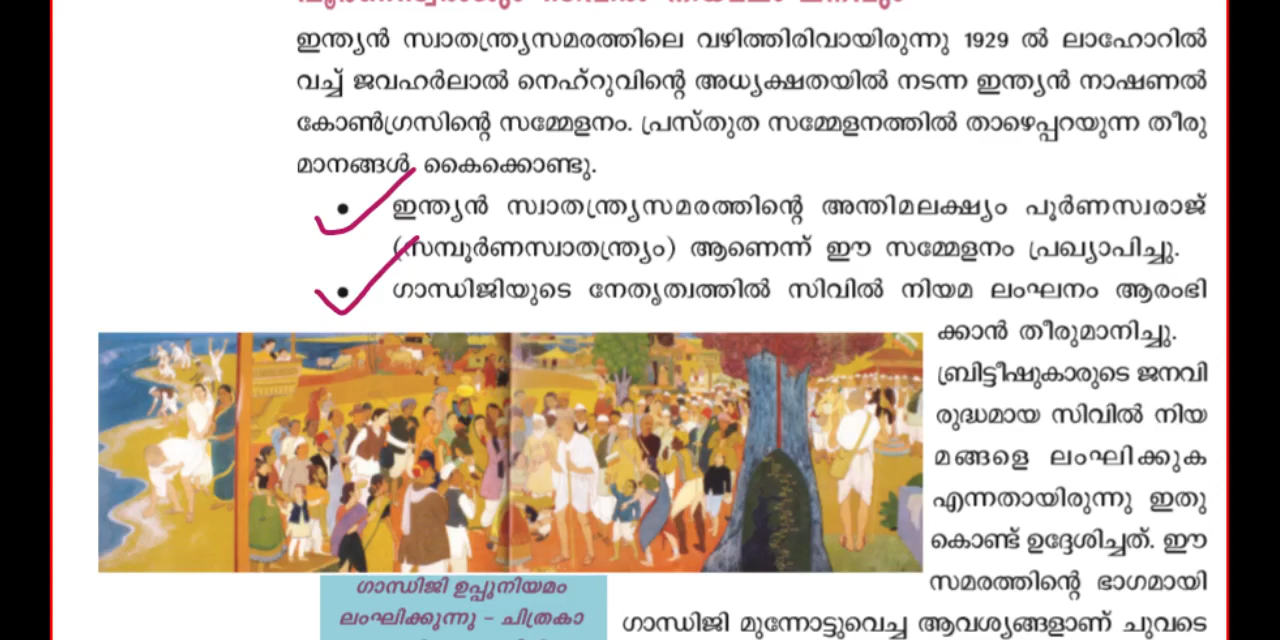 ഇന്ത്യൻ സ്വാതന്ത്ര്യസമരത്തിലെ വഴിത്തിരിവായിരുന്നു 1929 ൽ ലാഹോറിൽ
വച്ച് ജവഹർലാൽ നെഹ്റുവിന്റെ അധ്യക്ഷതയിൽ നടന്ന ഇന്ത്യൻ നാഷണൽ
കോൺഗ്രസിന്റെ സമ്മേളനം. പ്രസ്തുത സമ്മേളനത്തിൽ താഴെപ്പറയുന്ന തീരു
മാനങ്ങൾ കൈക്കൊണ്ടു.
• ഇന്ത്യൻ സ്വാതന്ത്ര്യസമരത്തിന്റെ അന്തിമലക്ഷ്യം പൂർണസ്വരാജ്
(സമ്പൂർണസ്വാതന്ത്ര്യം) ആണെന്ന് ഈ സമ്മേളനം പ്രഖ്യാപിച്ചു.
• ഗാന്ധിജിയുടെ നേതൃത്വത്തിൽ സിവിൽ നിയമ ലംഘനം ആരംഭി
ക്കാൻ തീരുമാനിച്ചു.
ബ്രിട്ടീഷുകാരുടെ ജനവി
രുദ്ധമായ സിവിൽ നിയ
മങ്ങളെ ലംഘിക്കുക
എന്നതായിരുന്നു ഇതു
കൊണ്ട് ഉദ്ദേശിച്ചത്. ഈ
സമരത്തിന്റെ ഭാഗമായി
ഗാന്ധിജി മുന്നോട്ടുവെച്ച ആവശ്യങ്ങളാണ് ചുവടെ
ഗാന്ധിജി ഉപ്പുനിയമം
ലംഘിക്കുന്നു – ചിത്രകാ